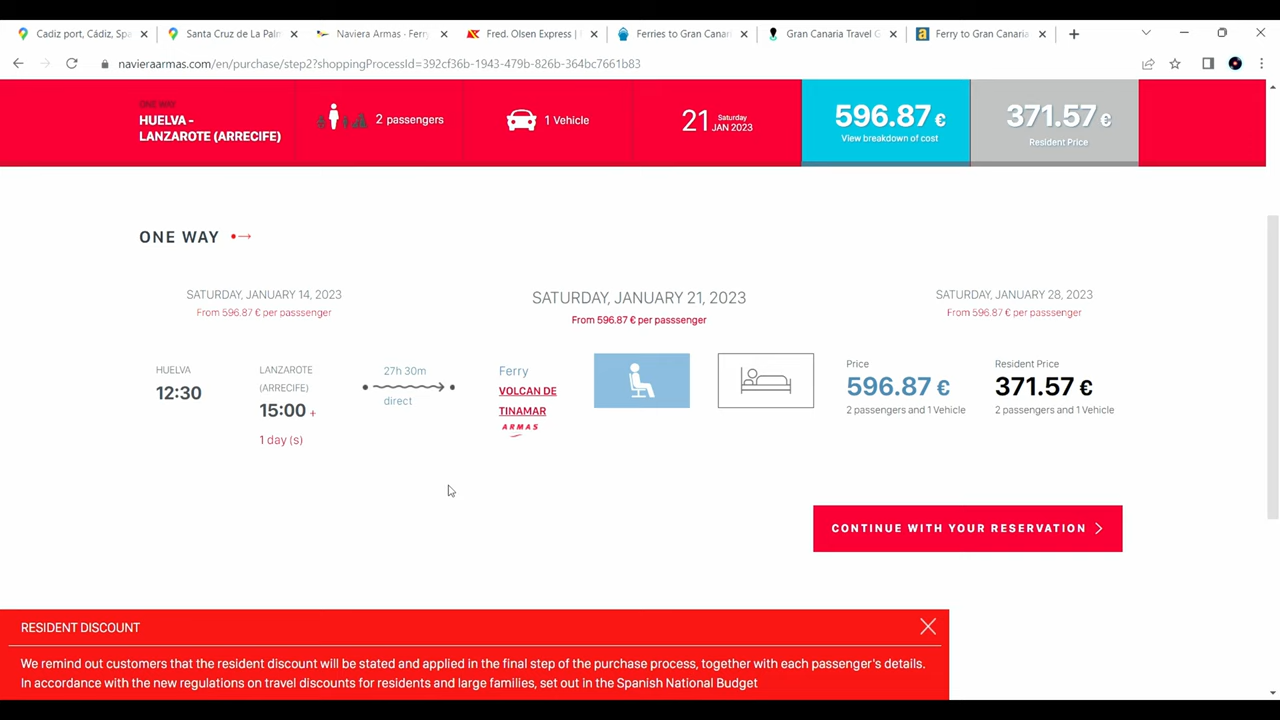 Cadiz port, Cádiz, Spa
Santa Cruz de La Palm
Naviera Armas - Ferry
Fred. Olsen Express |
Ferries to Gran Canari
Gran Canaria Travel G
Ferry to Gran Canaria
navieraarmas.com/en/purchase/step2?shoppingProcessId=392cf36b-1943-479b-826b-364bc7661b83
ONE WAY
HUELVA -
LANZAROTE (ARRECIFE)
2 passengers
1 Vehicle
21 Saturday
JAN 2023
596.87 €
View breakdown of cost
371.57 €
Resident Price
ONE WAY
SATURDAY, JANUARY 14, 2023
From 596.87 € per passsenger
SATURDAY, JANUARY 21, 2023
From 596.87 € per passsenger
SATURDAY, JANUARY 28, 2023
From 596.87 € per passsenger
HUELVA
12:30
LANZAROTE
(ARRECIFE)
15:00 +
1 day (s)
27h 30m
direct
Ferry
VOLCAN DE
TINAMAR
ARMAS
Price
596.87 €
2 passengers and 1 Vehicle
Resident Price
371.57 €
2 passengers and 1 Vehicle
CONTINUE WITH YOUR RESERVATION
RESIDENT DISCOUNT
We remind out customers that the resident discount will be stated and applied in the final step of the purchase process, together with each passenger's details.
In accordance with the new regulations on travel discounts for residents and large families, set out in the Spanish National Budget